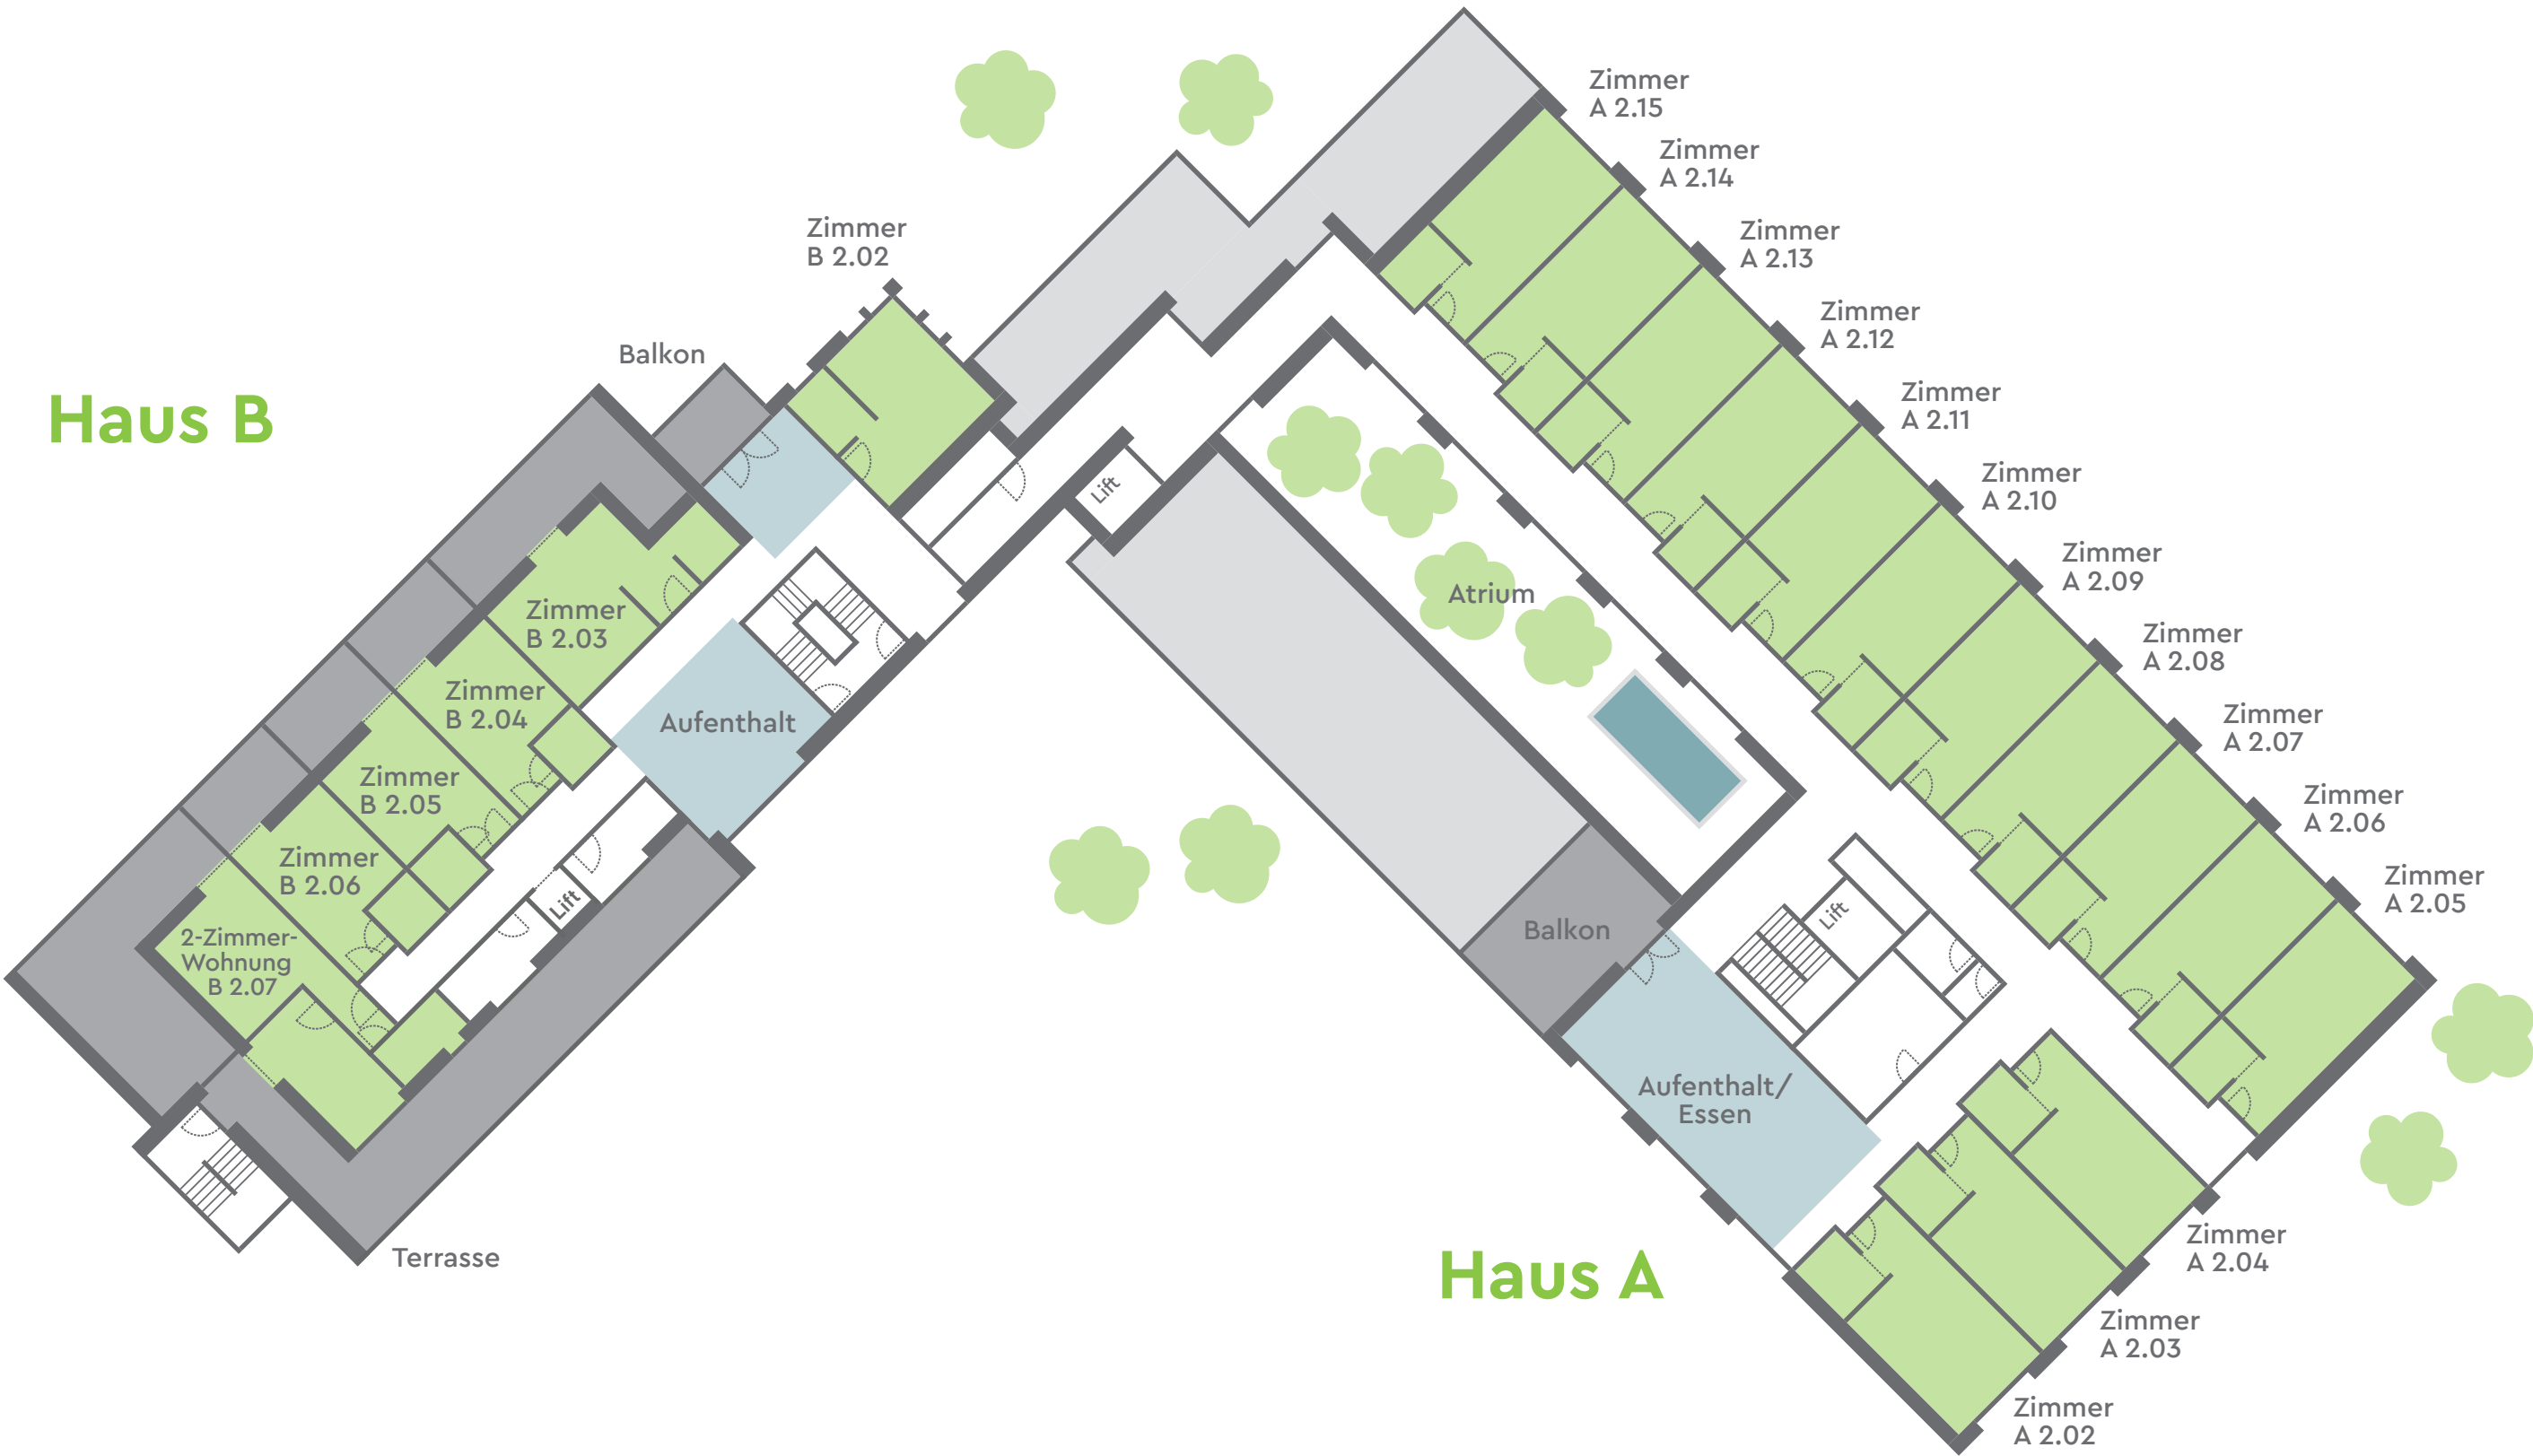 Zimmer
A 2.15
Zimmer
A 2.14
Zimmer
A 2.13
Zimmer
A 2.12
Zimmer
A 2.11
Zimmer
A 2.10
Zimmer
A 2.09
Zimmer
A 2.08
Zimmer
A 2.07
Zimmer
A 2.06
Zimmer
A 2.05
Zimmer
B 2.02
Balkon
Haus B
Lift
Atrium
Zimmer
B 2.03
Zimmer
B 2.04
Aufenthalt
Zimmer
B 2.05
Zimmer
B 2.06
Lift
2-Zimmer-
Wohnung
B 2.07
Terrasse
Lift
Balkon
Aufenthalt/
Essen
Haus A
Zimmer
A 2.04
Zimmer
A 2.03
Zimmer
A 2.02